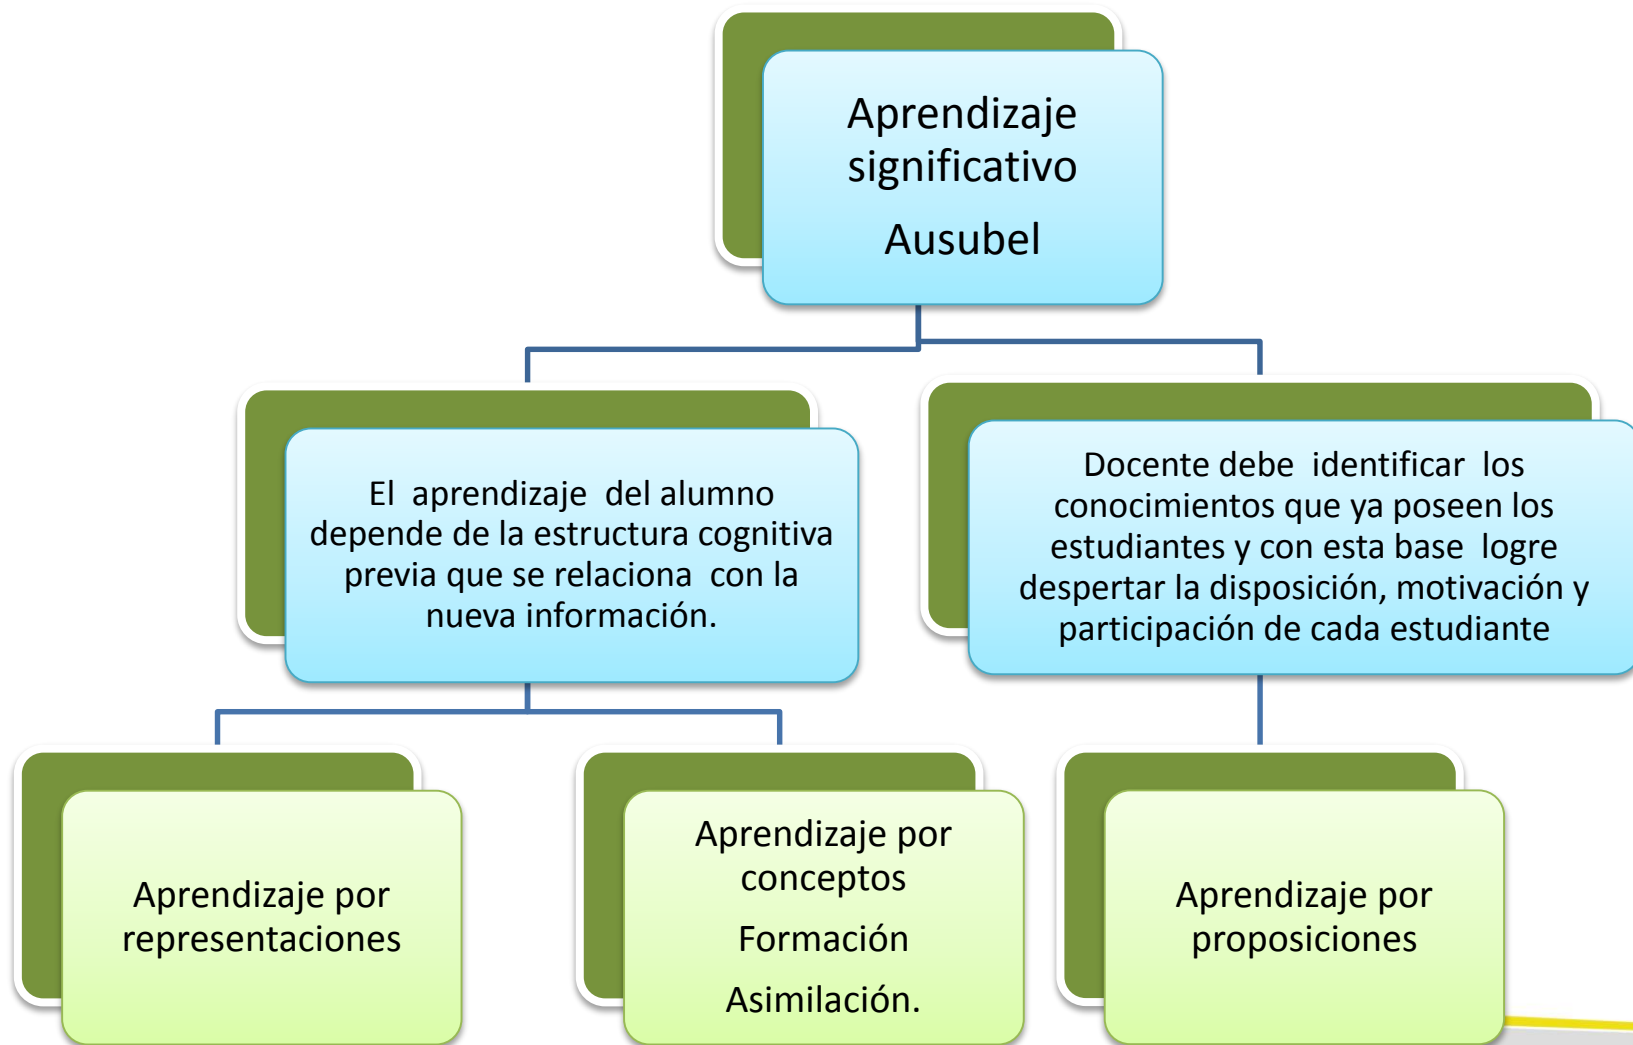 Aprendizaje
significativo
Ausubel
El aprendizaje del alumno
depende de la estructura cognitiva
previa que se relaciona con la
nueva información.
Docente debe identificar los
conocimientos que ya poseen los
estudiantes y con esta base logre
despertar la disposición, motivación y
participación de cada estudiante
Aprendizaje por
representaciones
Aprendizaje por
conceptos
Formación
Asimilación.
Aprendizaje por
proposiciones